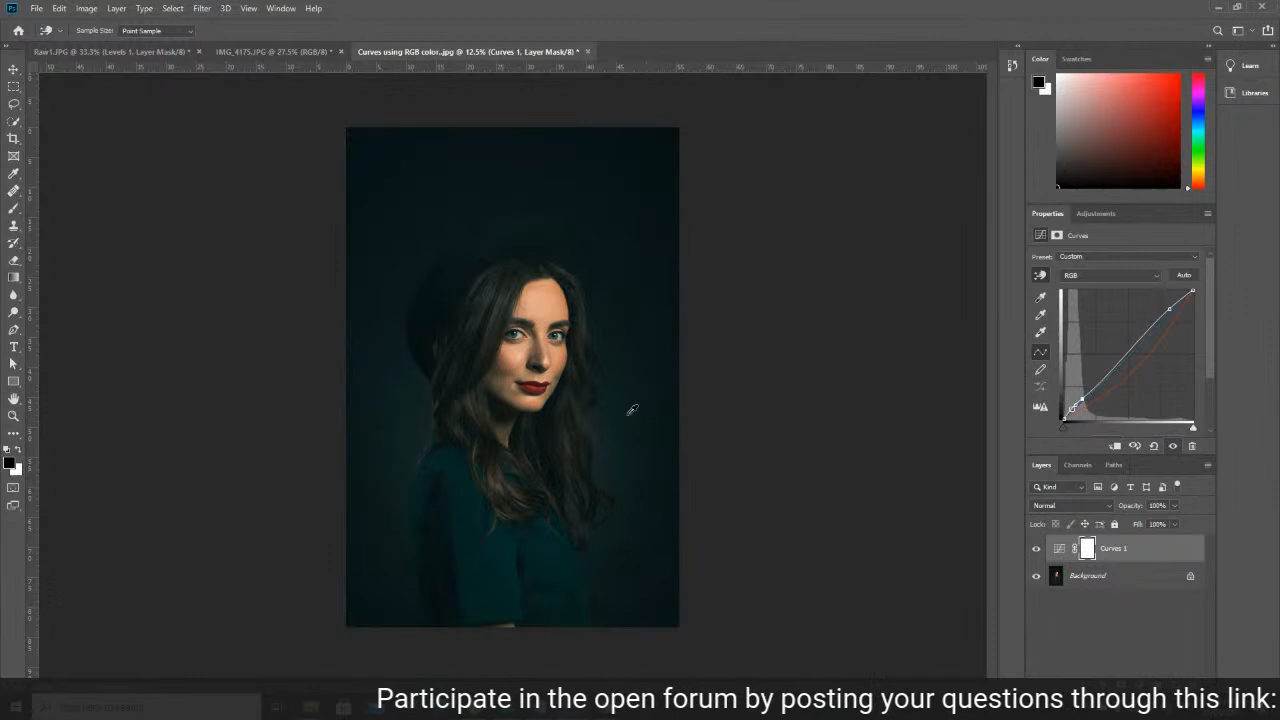 Ps File Edit Image Layer Type Select Filter 3D View Window Help
Sample Size: Point Sample
Raw1.JPG @ 33.3% (Levels 1, Layer Mask/8) * ×
IMG_4175.JPG @ 27.5% (RGB/8) * ×
Curves using RGB color..jpg @ 12.5% (Curves 1, Layer Mask/8) * ×
Color Swatches
Learn
Libraries
Properties Adjustments
Curves
Preset: Custom
RGB Auto
Layers Channels Paths
Kind
Normal Opacity: 100%
Lock: Fill: 100%
Curves 1
Background
Participate in the open forum by posting your questions through this link: